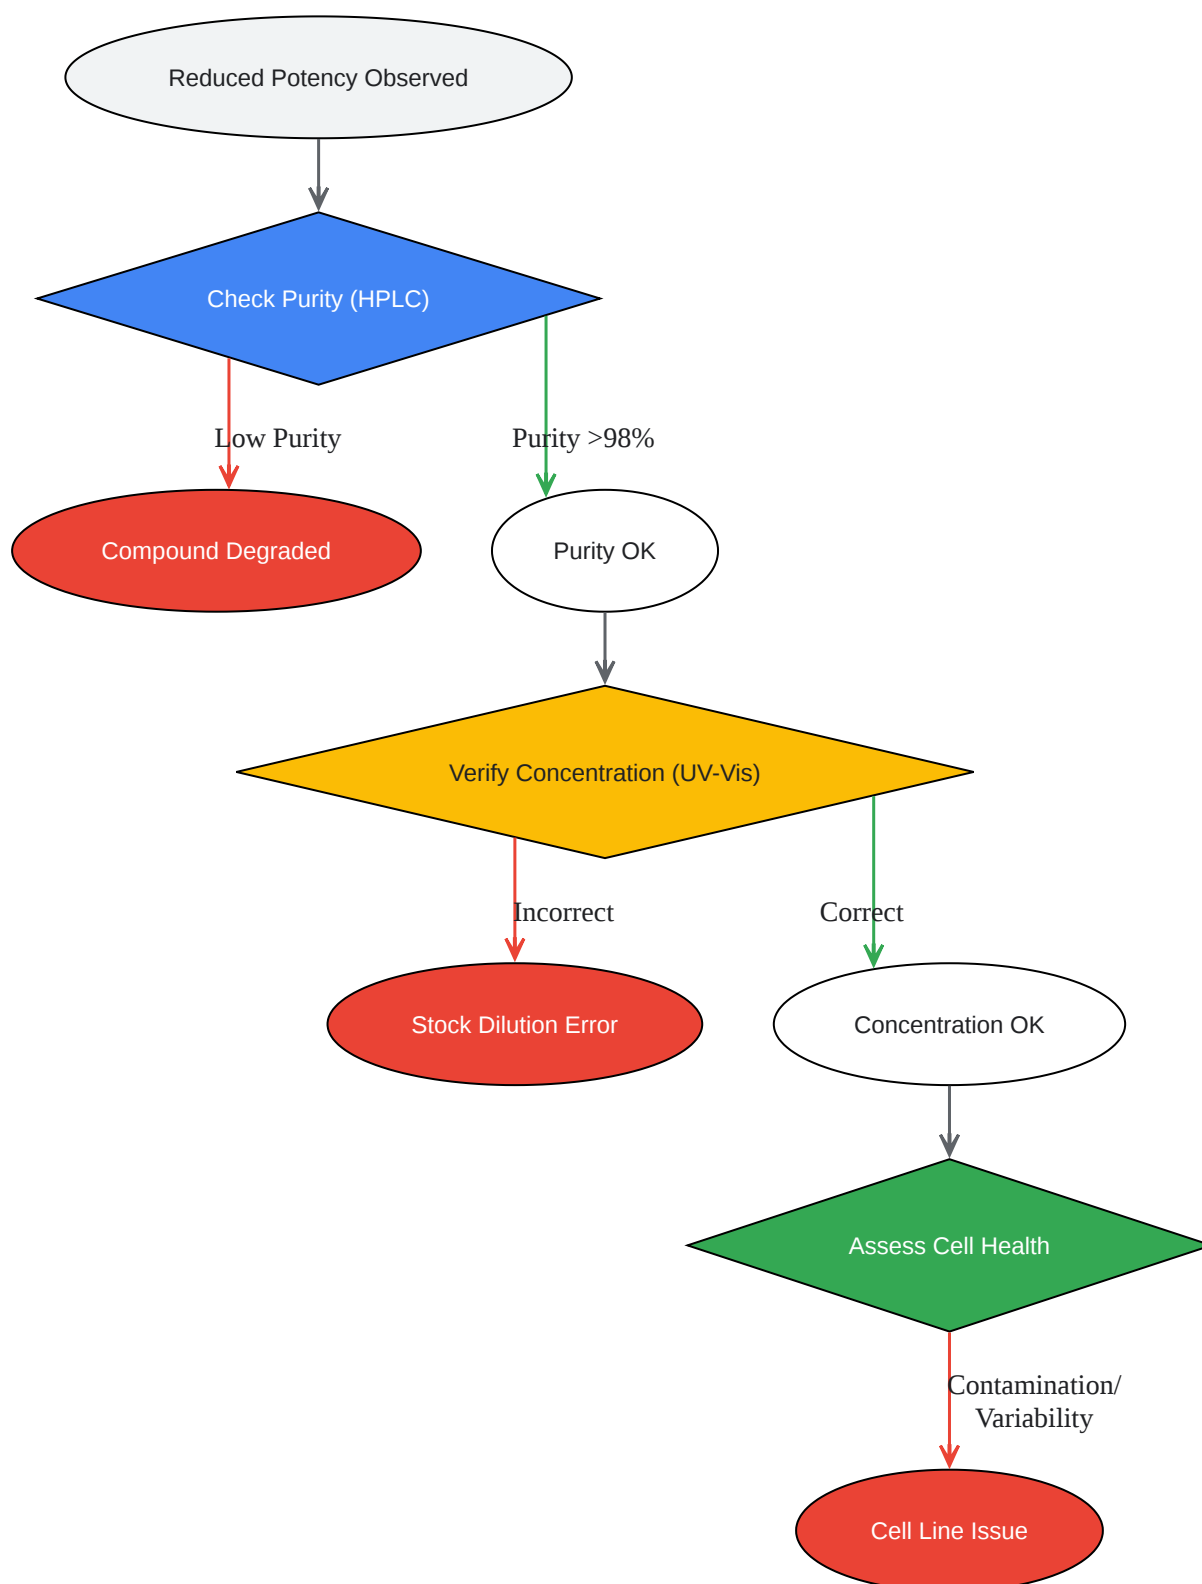 Reduced Potency Observed
Check Purity (HPLC)
Low Purity
Purity >98%
Compound Degraded
Purity OK
Verify Concentration (UV-Vis)
Incorrect
Correct
Stock Dilution Error
Concentration OK
Assess Cell Health
Contamination/
Variability
Cell Line Issue